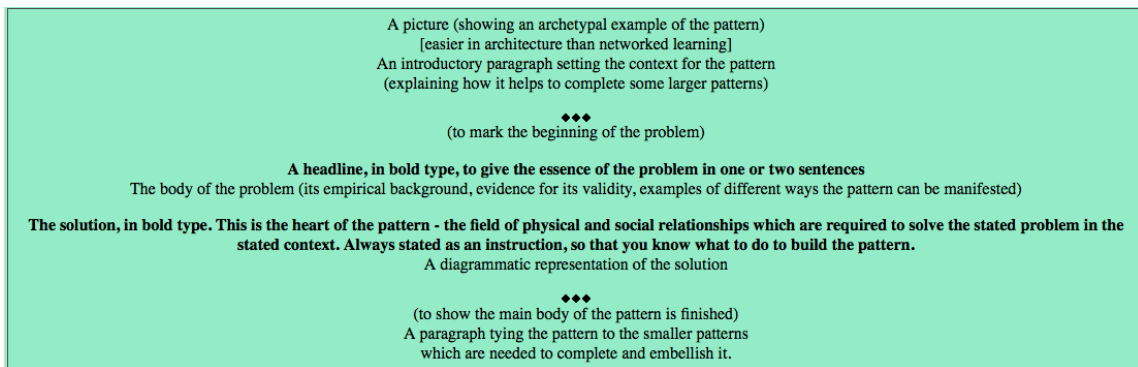 A picture (showing an archetypal example of the pattern)
[easier in architecture than networked learning]
An introductory paragraph setting the context for the pattern
(explaining how it helps to complete some larger patterns)
◆◆◆
(to mark the beginning of the problem)
A headline, in bold type, to give the essence of the problem in one or two sentences
The body of the problem (its empirical background, evidence for its validity, examples of different ways the pattern can be manifested)
The solution, in bold type. This is the heart of the pattern - the field of physical and social relationships which are required to solve the stated problem in the
stated context. Always stated as an instruction, so that you know what to do to build the pattern.
A diagrammatic representation of the solution
◆◆◆
(to show the main body of the pattern is finished)
A paragraph tying the pattern to the smaller patterns
which are needed to complete and embellish it.